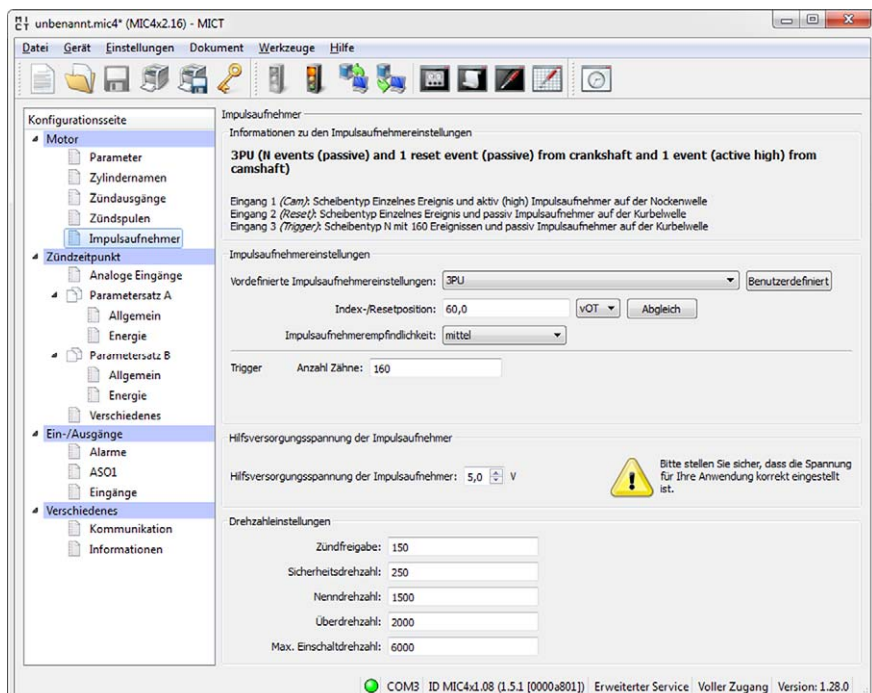 unbenannt.mic4* (MIC4x2.16) - MICT
Datei Gerät Einstellungen Dokument Werkzeuge Hilfe
Konfigurationsseite
Motor
Parameter
Zylindernamen
Zündausgänge
Zündspulen
Impulsaufnehmer
Zündzeitpunkt
Analoge Eingänge
Parametersatz A
Allgemein
Energie
Parametersatz B
Allgemein
Energie
Verschiedenes
Ein-/Ausgänge
Alarme
ASO1
Eingänge
Verschiedenes
Kommunikation
Informationen
Impulsaufnehmer
Informationen zu den Impulsaufnehmereinstellungen
3PU (N events (passive) and 1 reset event (passive) from crankshaft and 1 event (active high) from
camshaft)
Eingang 1 (Cam): Scheibentyp Einzelnes Ereignis und aktiv (high) Impulsaufnehmer auf der Nockenwelle
Eingang 2 (Reset): Scheibentyp Einzelnes Ereignis und passiv Impulsaufnehmer auf der Kurbelwelle
Eingang 3 (Trigger): Scheibentyp N mit 160 Ereignissen und passiv Impulsaufnehmer auf der Kurbelwelle
Impulsaufnehmereinstellungen
Vordefinierte Impulsaufnehmereinstellungen: 3PU Benutzerdefiniert
Index-/Resetposition: 60,0 vOT Abgleich
Impulsaufnehmerempfindlichkeit: mittel
Trigger Anzahl Zähne: 160
Hilfsversorgungsspannung der Impulsaufnehmer
Hilfsversorgungsspannung der Impulsaufnehmer: 5,0 V
Bitte stellen Sie sicher, dass die Spannung
für Ihre Anwendung korrekt eingestellt
ist.
Drehzahleinstellungen
Zündfreigabe: 150
Sicherheitsdrehzahl: 250
Nenndrehzahl: 1500
Überdrehzahl: 2000
Max. Einschaltdrehzahl: 6000
COM3 ID MIC4x1.08 (1.5.1 [0000a801]) Erweiterter Service Voller Zugang Version: 1.28.0